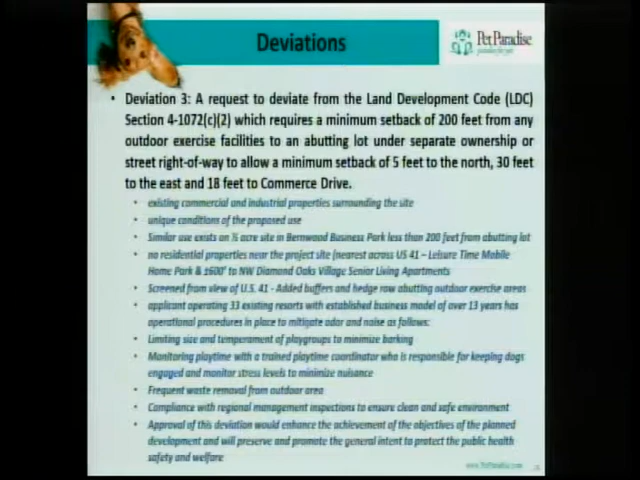 Deviations
Pet Paradise
• Deviation 3: A request to deviate from the Land Development Code (LDC)
Section 4-1072(c)(2) which requires a minimum setback of 200 feet from any
outdoor exercise facilities to an abutting lot under separate ownership or
street right-of-way to allow a minimum setback of 5 feet to the north, 30 feet
to the east and 18 feet to Commerce Drive.
• existing commercial and industrial properties surrounding the site
• unique conditions of the proposed use
• Similar use exists on ½ acre site in Bernwood Business Park less than 200 feet from abutting lot
• no residential properties near the project site (nearest across US 41 – Leisure Time Mobile
Home Park & ±600' to NW Diamond Oaks Village Senior Living Apartments
• Screened from view of U.S. 41 - Added buffers and hedge row abutting outdoor exercise areas
• applicant operating 33 existing resorts with established business model of over 13 years has
operational procedures in place to mitigate odor and noise as follows:
• Limiting size and temperament of playgroups to minimize barking
• Monitoring playtime with a trained playtime coordinator who is responsible for keeping dogs
engaged and monitor stress levels to minimize nuisance
• Frequent waste removal from outdoor area
• Compliance with regional management inspections to ensure clean and safe environment
• Approval of this deviation would enhance the achievement of the objectives of the planned
development and will preserve and promote the general intent to protect the public health
safety and welfare
www.PetParadise.com